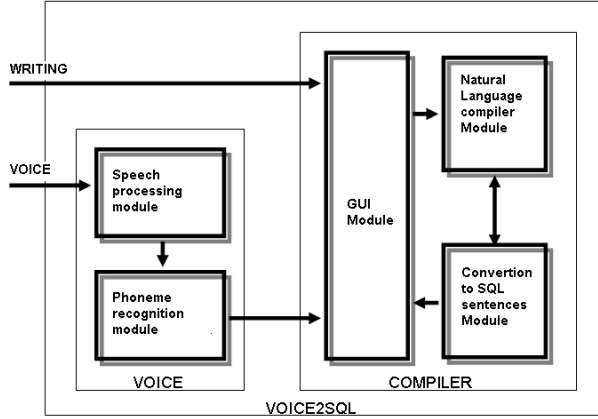 WRITING
VOICE
Speech
processing
module
Phoneme
recognition
module
VOICE
GUI
Module
Natural
Language
compiler
Module
Convertion
to SQL
sentences
Module
COMPILER
VOICE2SQL